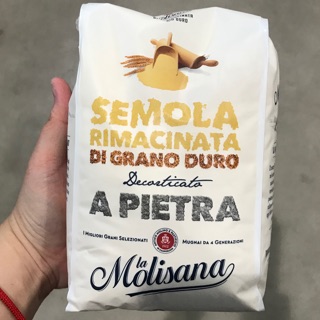 SEMOLA
RIMACINATA
DI GRANO DURO
Decorticato
A PIETRA
I MIGLIORI GRANI SELEZIONATI
MUGNAI DA 4 GENERAZIONI
la
Molisana